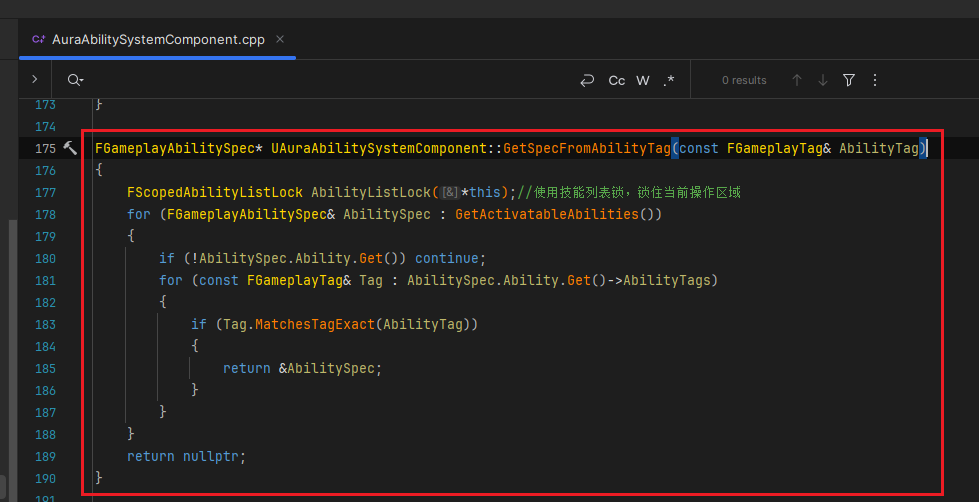 C++ AuraAbilitySystemComponent.cpp ×
Cc W .* 0 results
173 }
174
175 FGameplayAbilitySpec* UAuraAbilitySystemComponent::GetSpecFromAbilityTag(const FGameplayTag& AbilityTag)
176 {
177 FScopedAbilityListLock AbilityListLock([&]*this);//使用技能列表锁，锁住当前操作区域
178 for (FGameplayAbilitySpec& AbilitySpec : GetActivatableAbilities())
179 {
180 if (!AbilitySpec.Ability.Get()) continue;
181 for (const FGameplayTag& Tag : AbilitySpec.Ability.Get()->AbilityTags)
182 {
183 if (Tag.MatchesTagExact(AbilityTag))
184 {
185 return &AbilitySpec;
186 }
187 }
188 }
189 return nullptr;
190 }
191